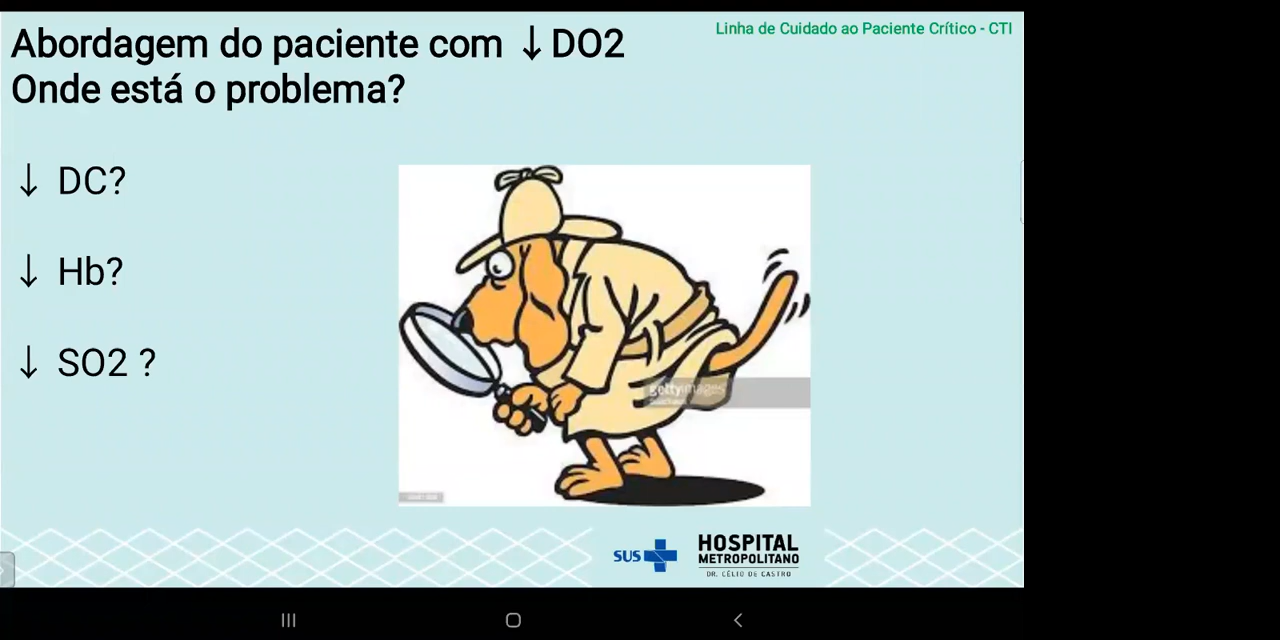 Linha de Cuidado ao Paciente Crítico - CTI
Abordagem do paciente com ↓DO2
Onde está o problema?
↓ DC?
↓ Hb?
↓ SO2 ?
gettyimages
SUS
HOSPITAL
METROPOLITANO
DR. CÉLIO DE CASTRO